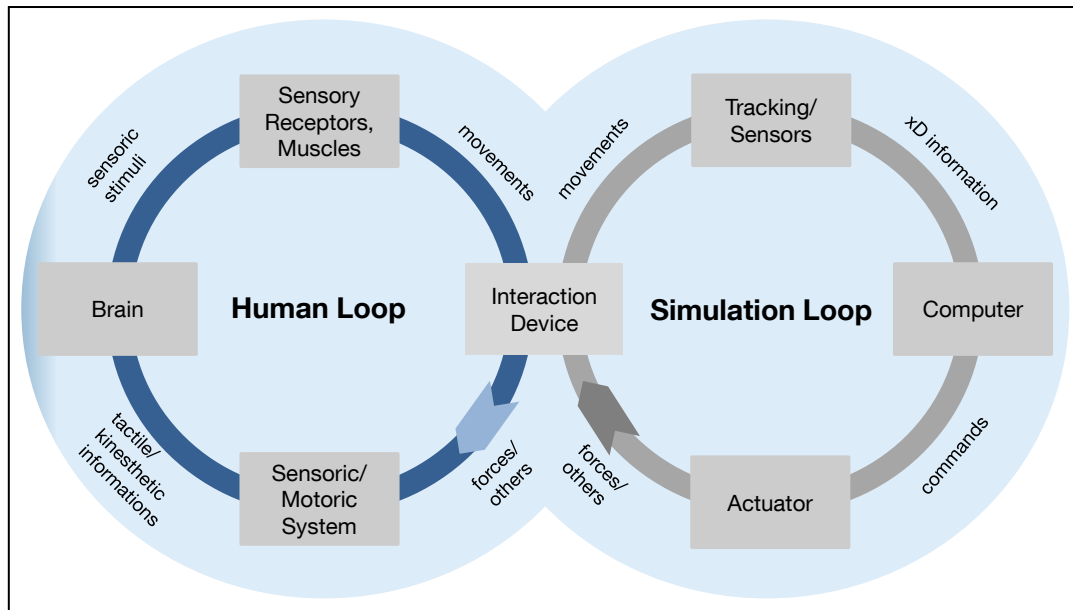 Sensory
Receptors,
Muscles
Tracking/
Sensors
sensoric
stimuli
movements
movements
xD information
Brain
Human Loop
Interaction
Device
Simulation Loop
Computer
tactile/
kinesthetic
informations
Sensoric/
Motoric
System
forces/
others
forces/
others
Actuator
commands